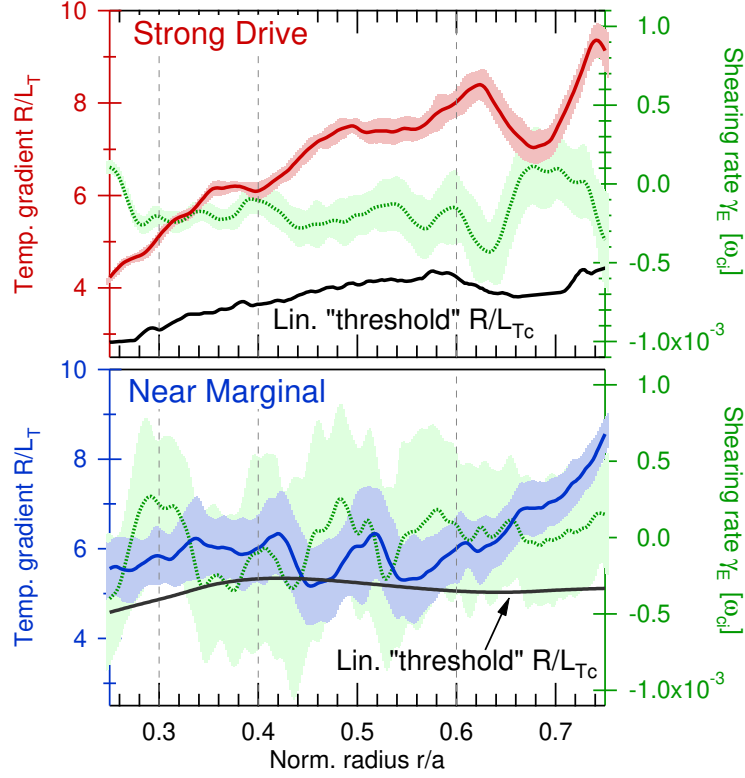 Strong Drive
10
8
6
4
Temp. gradient R/L_T
1.0
0.5
0.0
-0.5
-1.0x10^-3
Shearing rate γ_E [ω_ci]
Lin. "threshold" R/L_Tc
Near Marginal
10
8
6
4
Temp. gradient R/L_T
1.0
0.5
0.0
-0.5
-1.0x10^-3
Shearing rate γ_E [ω_ci]
Lin. "threshold" R/L_Tc
0.3 0.4 0.5 0.6 0.7
Norm. radius r/a